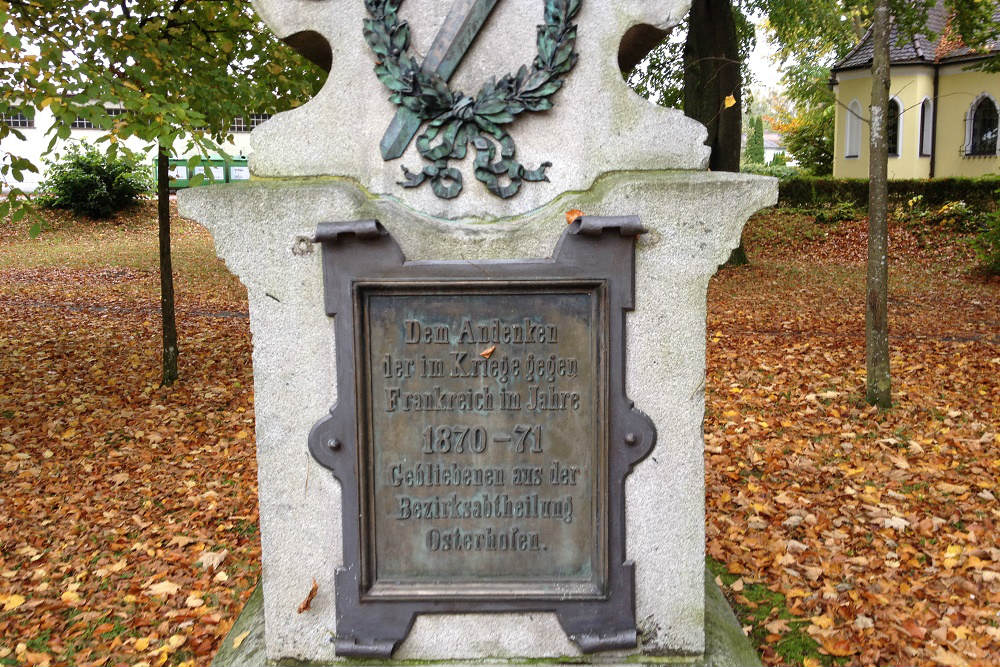 Dem Andenken
der im Kriege gegen
Frankreich im Jahre
1870-71
Gebliebenen aus der
Bezirksabtheilung
Osterhofen.